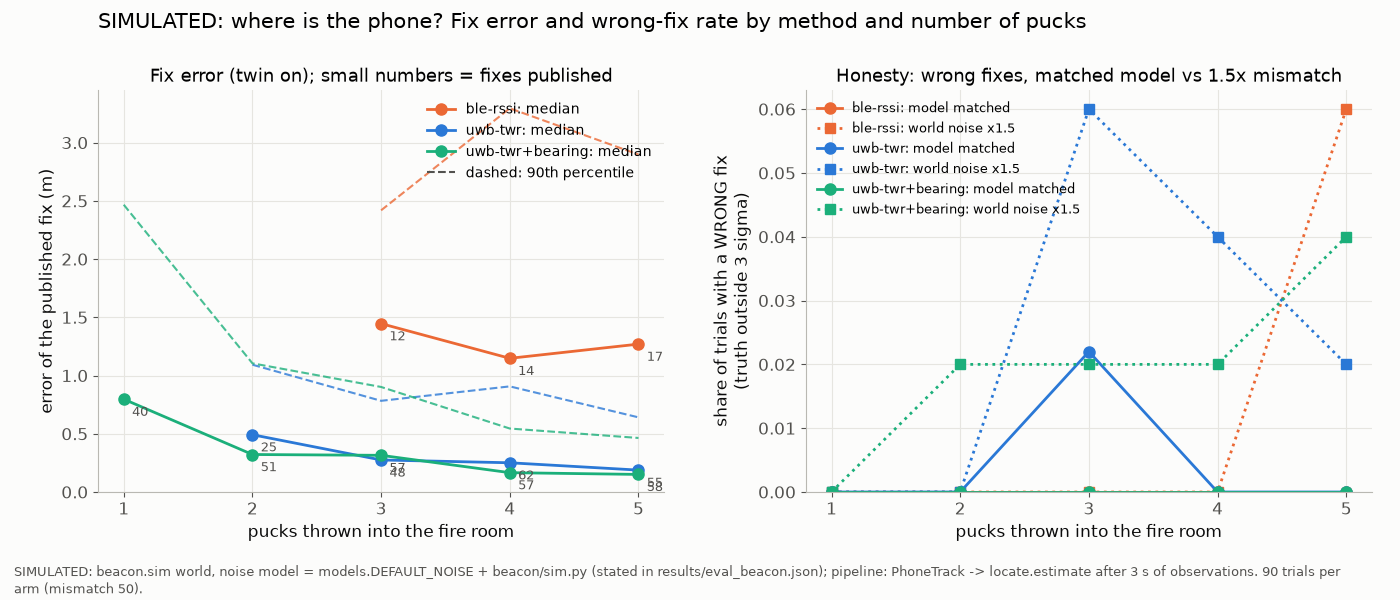 SIMULATED: where is the phone? Fix error and wrong-fix rate by method and number of pucks
Fix error (twin on); small numbers = fixes published
ble-rssi: median
uwb-twr: median
uwb-twr+bearing: median
dashed: 90th percentile
error of the published fix (m)
3.0
2.5
2.0
1.5
1.0
0.5
0.0
12
14
17
40
25
51
57
48
62
57
55
58
1 2 3 4 5
pucks thrown into the fire room
Honesty: wrong fixes, matched model vs 1.5x mismatch
ble-rssi: model matched
ble-rssi: world noise x1.5
uwb-twr: model matched
uwb-twr: world noise x1.5
uwb-twr+bearing: model matched
uwb-twr+bearing: world noise x1.5
share of trials with a WRONG fix
(truth outside 3 sigma)
0.06
0.05
0.04
0.03
0.02
0.01
0.00
1 2 3 4 5
pucks thrown into the fire room
SIMULATED: beacon.sim world, noise model = models.DEFAULT_NOISE + beacon/sim.py (stated in results/eval_beacon.json); pipeline: PhoneTrack -> locate.estimate after 3 s of observations. 90 trials per
arm (mismatch 50).